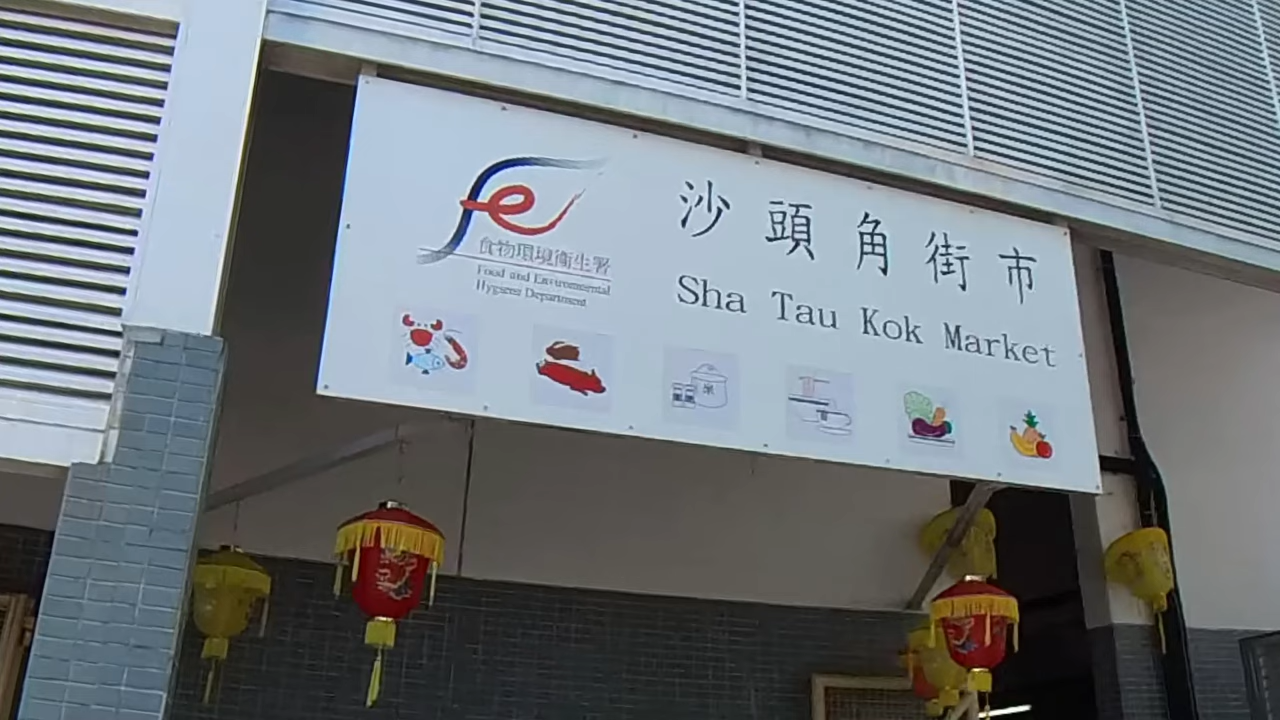 食物環境衞生署
Food and Environmental
Hygiene Department
沙頭角街市
Sha Tau Kok Market
米